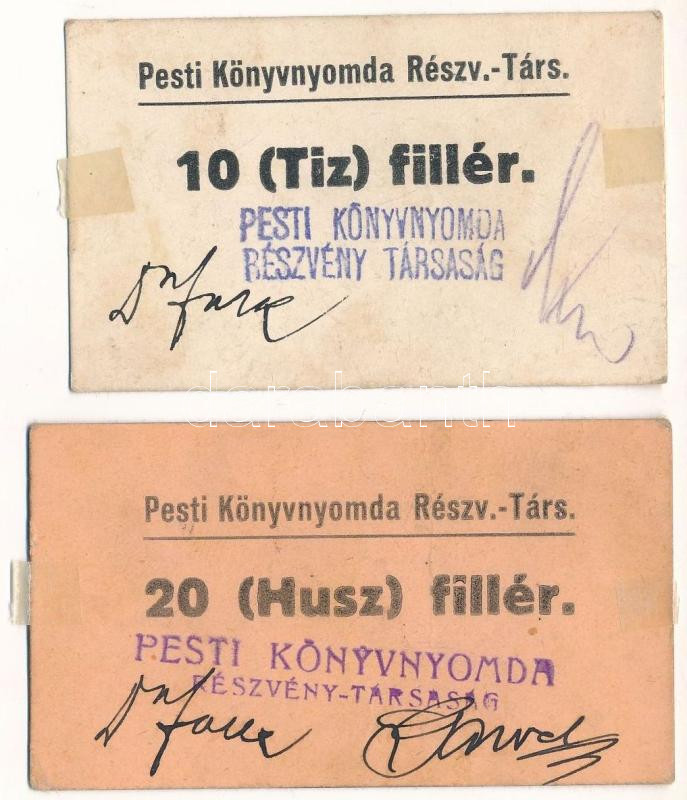 Pesti Könyvnyomda Részv.-Társ.
10 (Tiz) fillér.
PESTI KÖNYVNYOMDA
RÉSZVÉNY TÁRSASÁG
darabanth
Pesti Könyvnyomda Részv.-Társ.
20 (Husz) fillér.
PESTI KÖNYVNYOMDA
RÉSZVÉNY-TÁRSASÁG